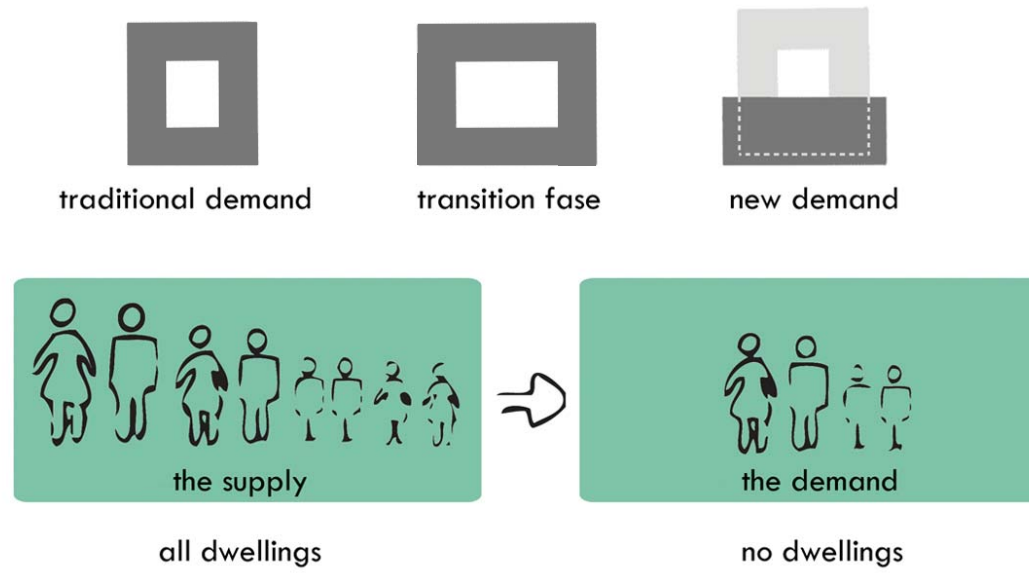 traditional demand
transition fase
new demand
the supply
the demand
all dwellings
no dwellings